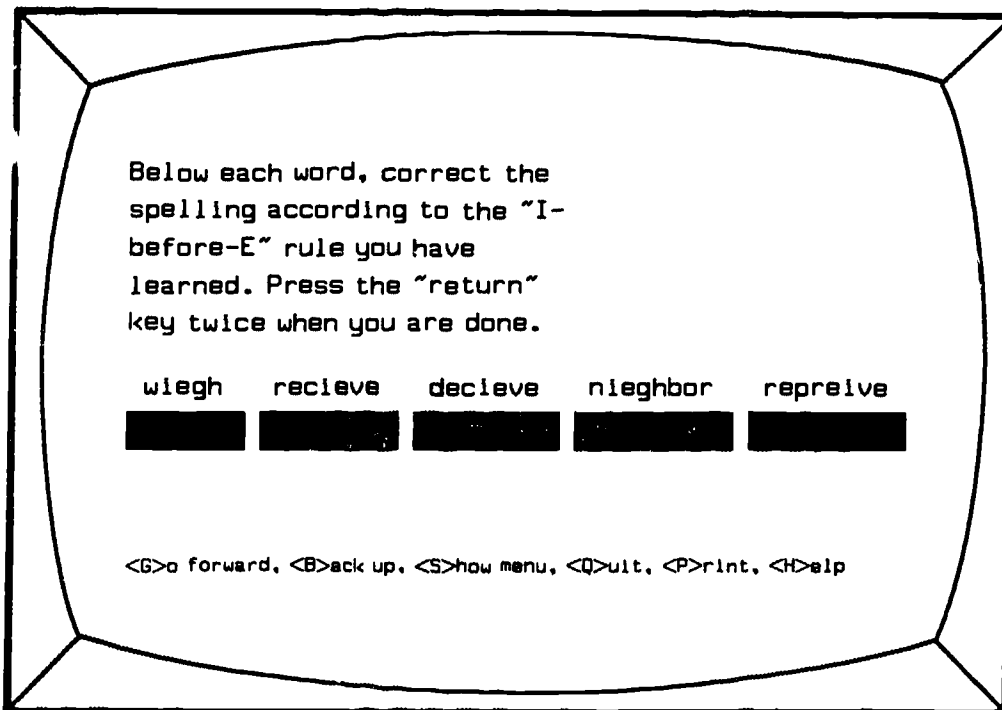 Below each word, correct the
spelling according to the "I-
before-E" rule you have
learned. Press the "return"
key twice when you are done.
wiegh recieve decieve nieghbor repreive
<G>o forward, <B>ack up, <S>how menu, <Q>uit, <P>rint, <H>elp